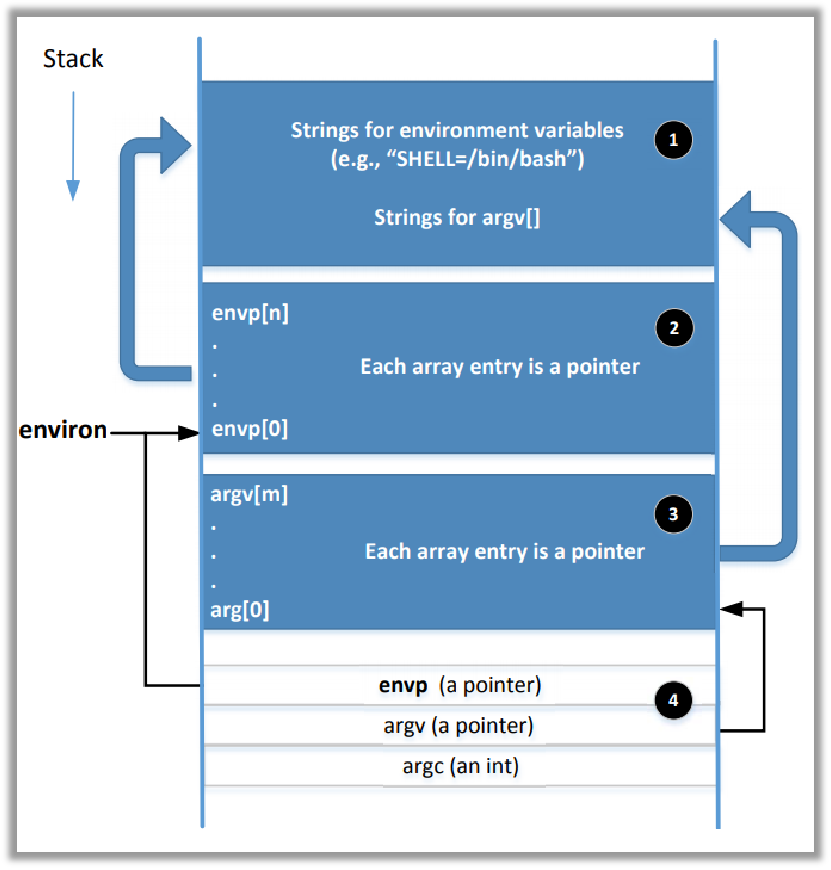 Stack
Strings for environment variables
(e.g., “SHELL=/bin/bash”)
1
Strings for argv[]
envp[n]
2
.
.
Each array entry is a pointer
.
envp[0]
environ
argv[m]
3
.
.
Each array entry is a pointer
.
arg[0]
envp (a pointer)
4
argv (a pointer)
argc (an int)